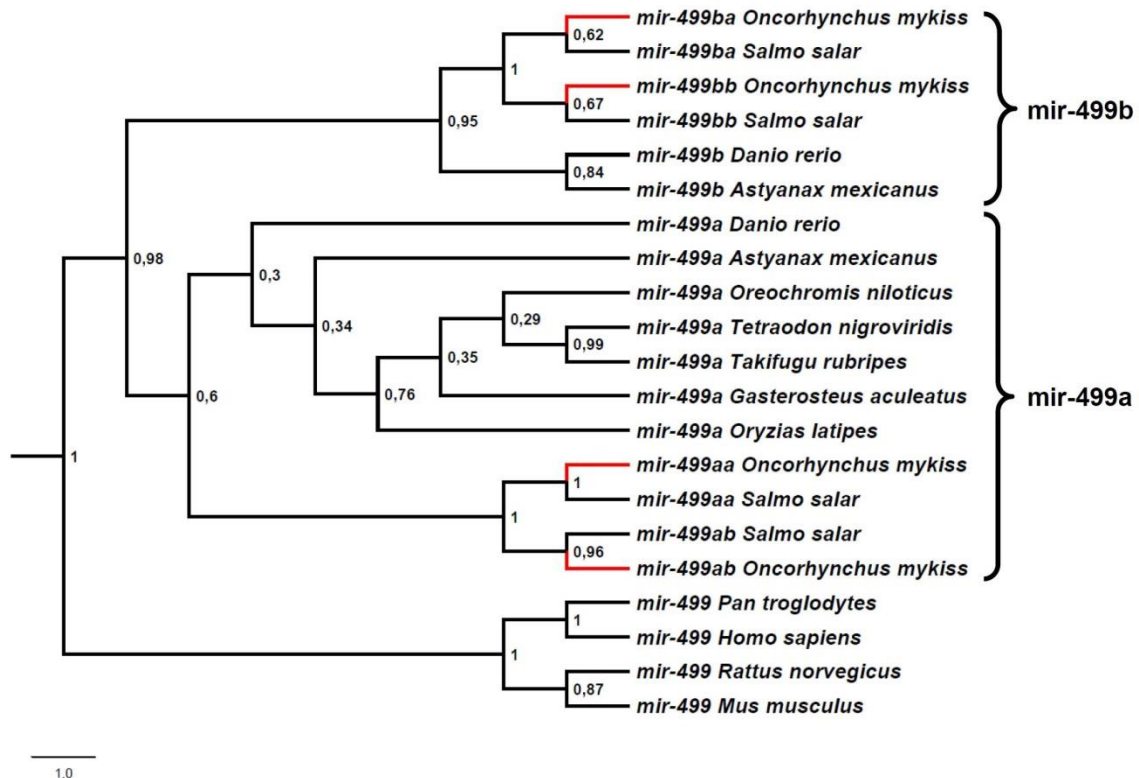 mir-499ba Oncorhynchus mykiss
0,62
mir-499ba Salmo salar
1
mir-499bb Oncorhynchus mykiss
0,67
mir-499bb Salmo salar
0,95
mir-499b Danio rerio
0,84
mir-499b Astyanax mexicanus
mir-499b
mir-499a Danio rerio
0,98
mir-499a Astyanax mexicanus
0,3
mir-499a Oreochromis niloticus
0,29
mir-499a Tetraodon nigroviridis
0,34
0,99
0,35
mir-499a Takifugu rubripes
0,76
mir-499a Gasterosteus aculeatus
0,6
mir-499a
mir-499a Oryzias latipes
1
mir-499aa Oncorhynchus mykiss
1
mir-499aa Salmo salar
1
mir-499ab Salmo salar
0,96
mir-499ab Oncorhynchus mykiss
mir-499 Pan troglodytes
1
mir-499 Homo sapiens
1
mir-499 Rattus norvegicus
0,87
mir-499 Mus musculus
1.0